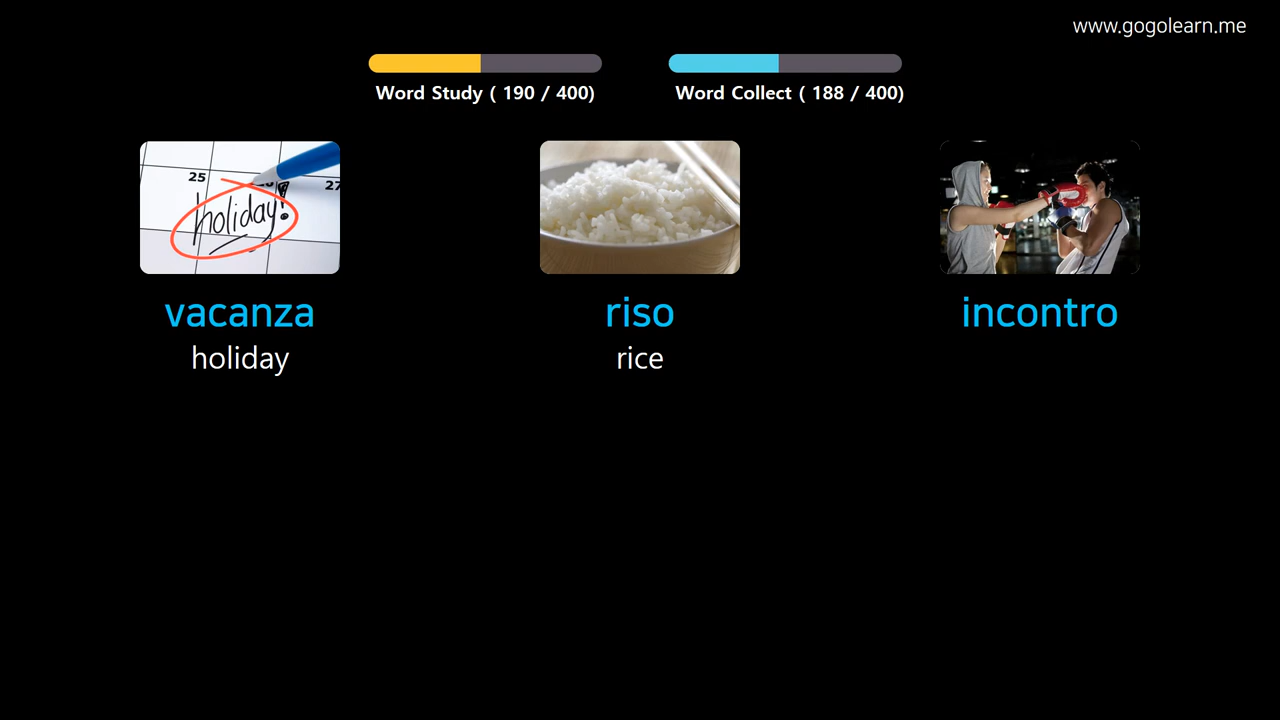 www.gogolearn.me
Word Study ( 190 / 400)
Word Collect ( 188 / 400)
25
27
holiday!
vacanza
riso
incontro
holiday
rice